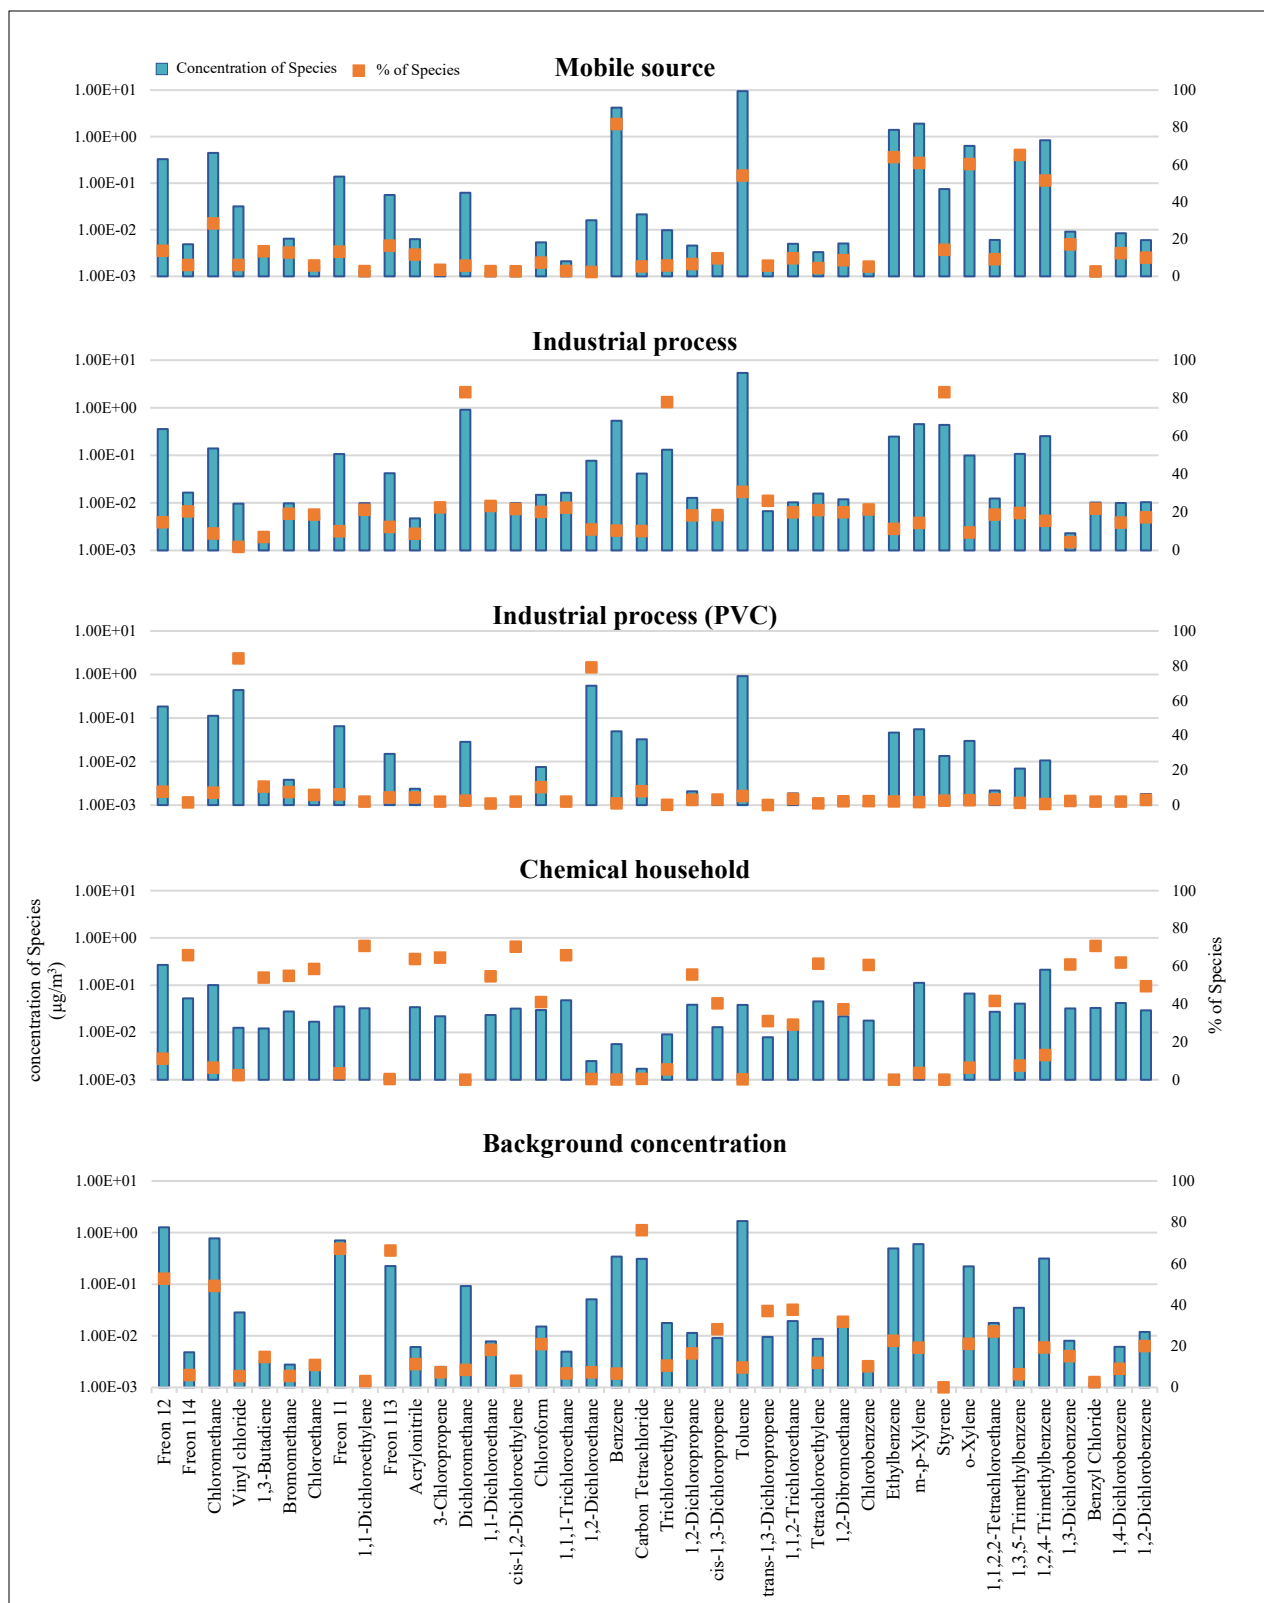 Concentration of Species
% of Species
Mobile source
1.00E+01
1.00E+00
1.00E-01
1.00E-02
1.00E-03
100
80
60
40
20
0
Industrial process
1.00E+01
1.00E+00
1.00E-01
1.00E-02
1.00E-03
100
80
60
40
20
0
Industrial process (PVC)
1.00E+01
1.00E+00
1.00E-01
1.00E-02
1.00E-03
100
80
60
40
20
0
Chemical household
1.00E+01
1.00E+00
1.00E-01
1.00E-02
1.00E-03
100
80
60
40
20
0
concentration of Species
(µg/m³)
% of Species
Background concentration
1.00E+01
1.00E+00
1.00E-01
1.00E-02
1.00E-03
100
80
60
40
20
0
Freon 12
Freon 114
Chloromethane
Vinyl chloride
1,3-Butadiene
Bromomethane
Chloroethane
Freon 11
1,1-Dichloroethylene
Freon 113
Acrylonitrile
3-Chloropropene
Dichloromethane
1,1-Dichloroethane
cis-1,2-Dichloroethylene
Chloroform
1,1,1-Trichloroethane
1,2-Dichloroethane
Benzene
Carbon Tetrachloride
Trichloroethylene
1,2-Dichloropropane
cis-1,3-Dichloropropene
Toluene
trans-1,3-Dichloropropene
1,1,2-Trichloroethane
Tetrachloroethylene
1,2-Dibromoethane
Chlorobenzene
Ethylbenzene
m-,p-Xylene
Styrene
o-Xylene
1,1,2,2-Tetrachloroethane
1,3,5-Trimethylbenzene
1,2,4-Trimethylbenzene
1,3-Dichlorobenzene
Benzyl Chloride
1,4-Dichlorobenzene
1,2-Dichlorobenzene